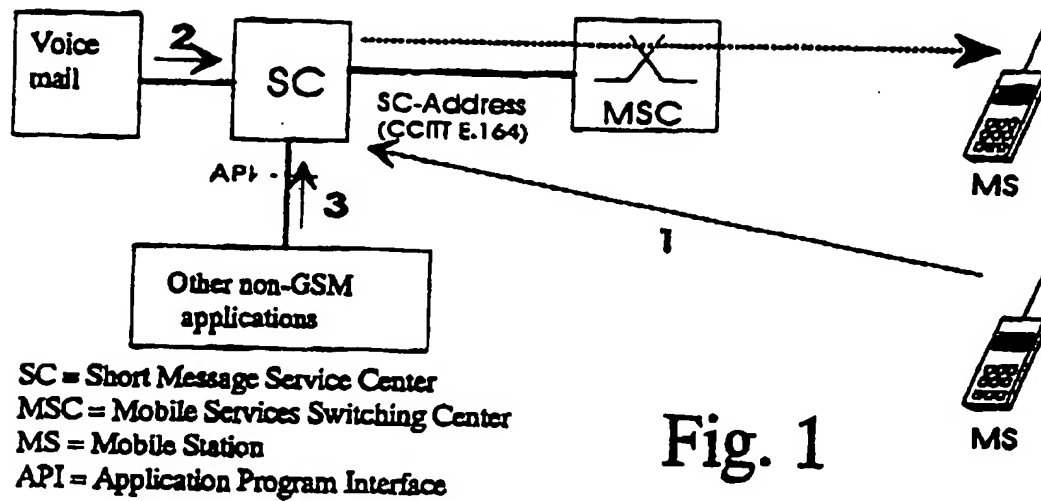 Voice
mail
2
SC
SC-Address
(CCITT E.164)
MSC
MS
API
3
1
Other non-GSM
applications
MS
SC = Short Message Service Center
MSC = Mobile Services Switching Center
MS = Mobile Station
API = Application Program Interface
Fig. 1